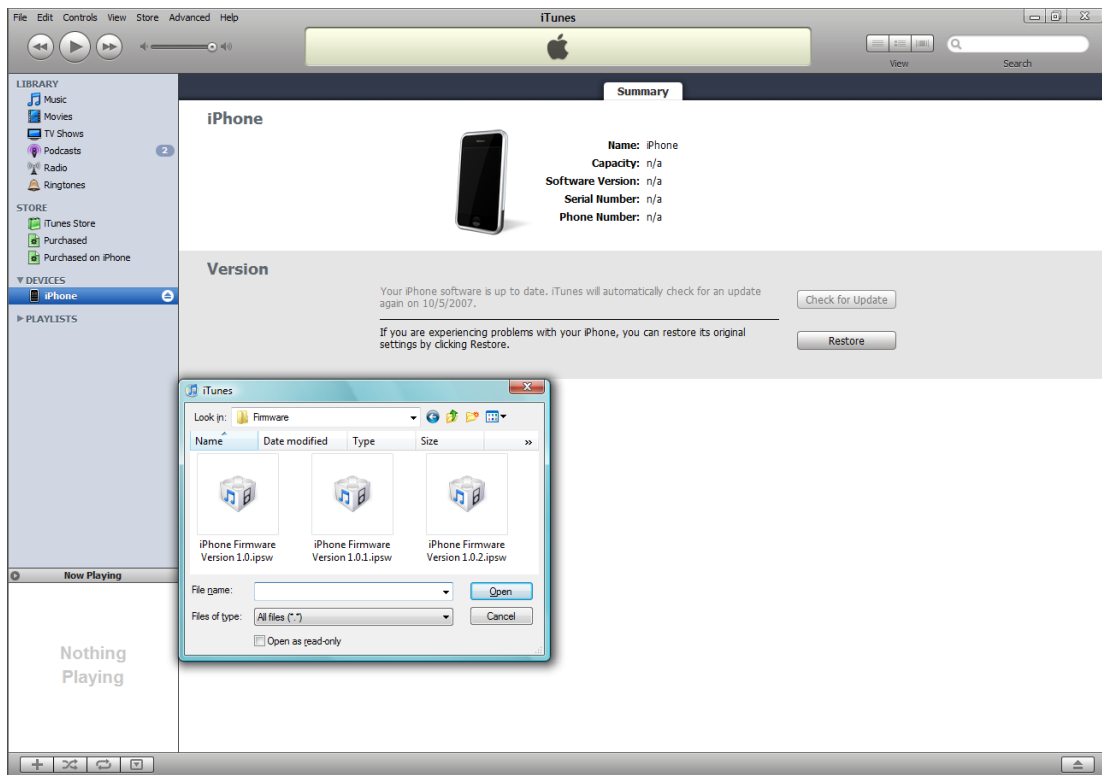 File Edit Controls View Store Advanced Help
iTunes
View
Search
LIBRARY
Music
Movies
TV Shows
Podcasts 2
Radio
Ringtones
STORE
iTunes Store
Purchased
Purchased on iPhone
DEVICES
iPhone
PLAYLISTS
Now Playing
Nothing
Playing
Summary
iPhone
Name: iPhone
Capacity: n/a
Software Version: n/a
Serial Number: n/a
Phone Number: n/a
Version
Your iPhone software is up to date. iTunes will automatically check for an update
again on 10/5/2007.
Check for Update
If you are experiencing problems with your iPhone, you can restore its original
settings by clicking Restore.
Restore
iTunes
Look in: Firmware
Name Date modified Type Size »
iPhone Firmware
Version 1.0.ipsw
iPhone Firmware
Version 1.0.1.ipsw
iPhone Firmware
Version 1.0.2.ipsw
File name:
Open
Files of type: All files (*.*)
Cancel
Open as read-only